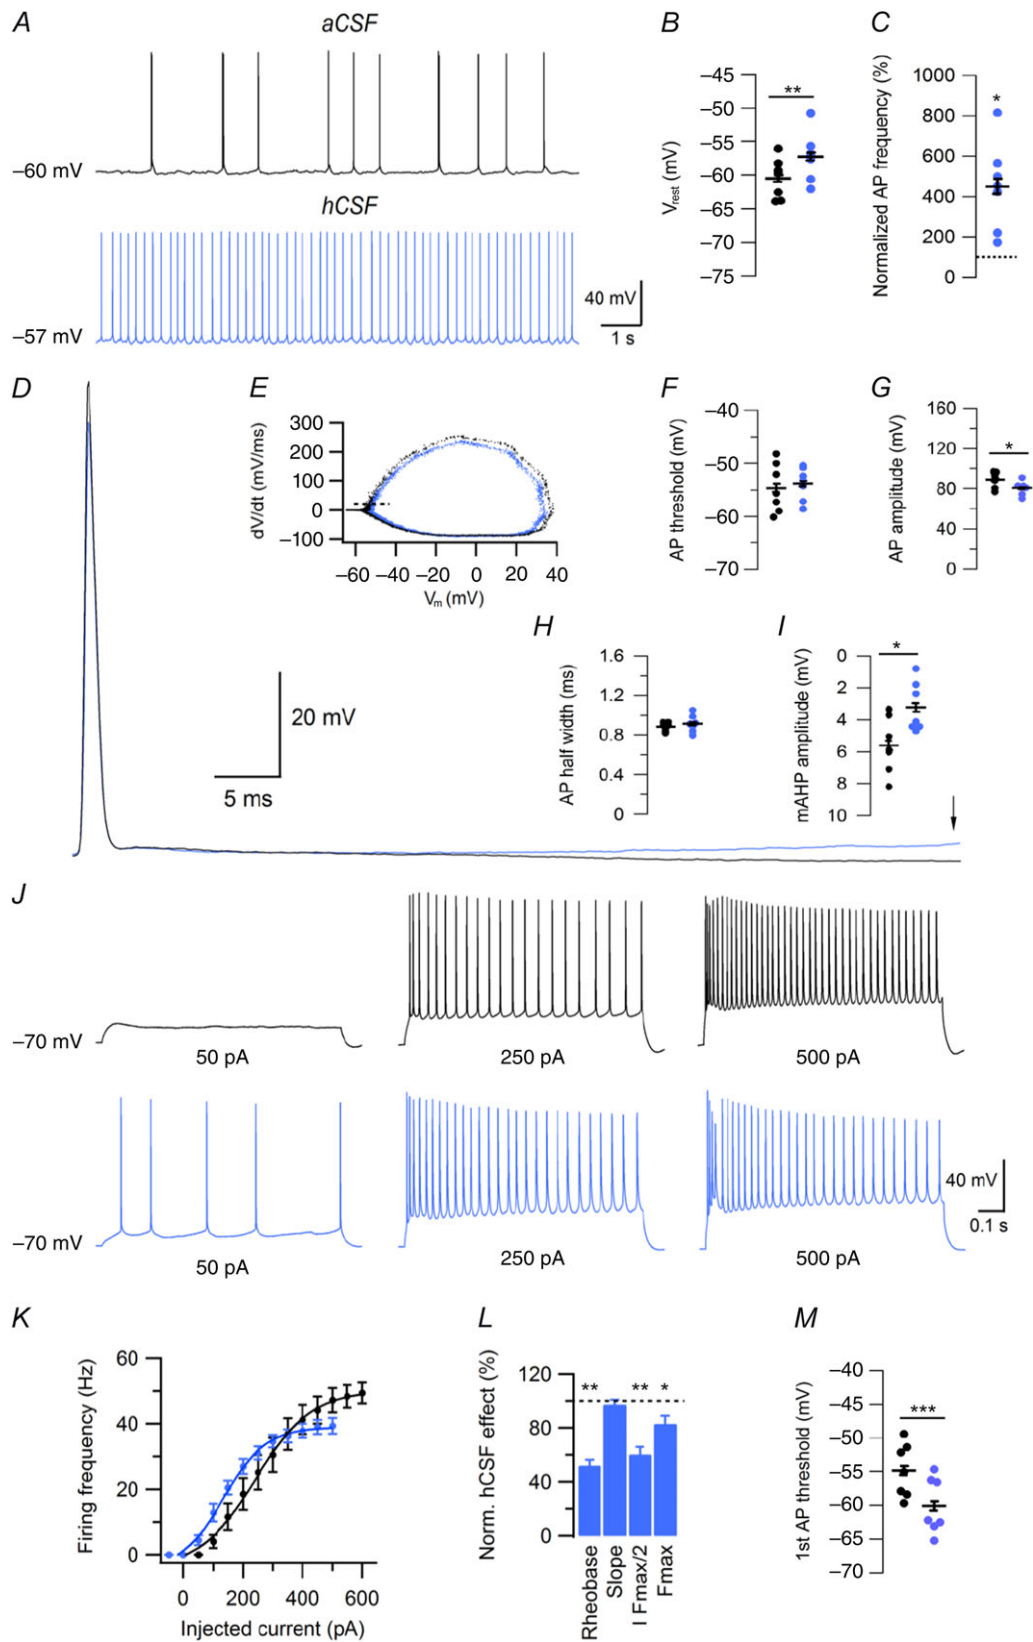 A
aCSF
–60 mV
hCSF
–57 mV
40 mV
1 s
B
V_rest (mV)
–45
–50
–55
–60
–65
–70
–75
**
C
Normalized AP frequency (%)
1000
800
600
400
200
0
*
D
20 mV
5 ms
E
dV/dt (mV/ms)
300
200
100
0
–100
–60 –40 –20 0 20 40
V_m (mV)
F
AP threshold (mV)
–40
–50
–60
–70
G
AP amplitude (mV)
160
120
80
40
0
*
H
AP half width (ms)
1.6
1.2
0.8
0.4
0
I
mAHP amplitude (mV)
0
2
4
6
8
10
*
J
–70 mV
50 pA
250 pA
500 pA
–70 mV
50 pA
250 pA
500 pA
40 mV
0.1 s
K
Firing frequency (Hz)
60
40
20
0
0 200 400 600
Injected current (pA)
L
Norm. hCSF effect (%)
120
80
40
0
** ** *
Rheobase
Slope
I Fmax/2
Fmax
M
1st AP threshold (mV)
–40
–45
–50
–55
–60
–65
–70
***